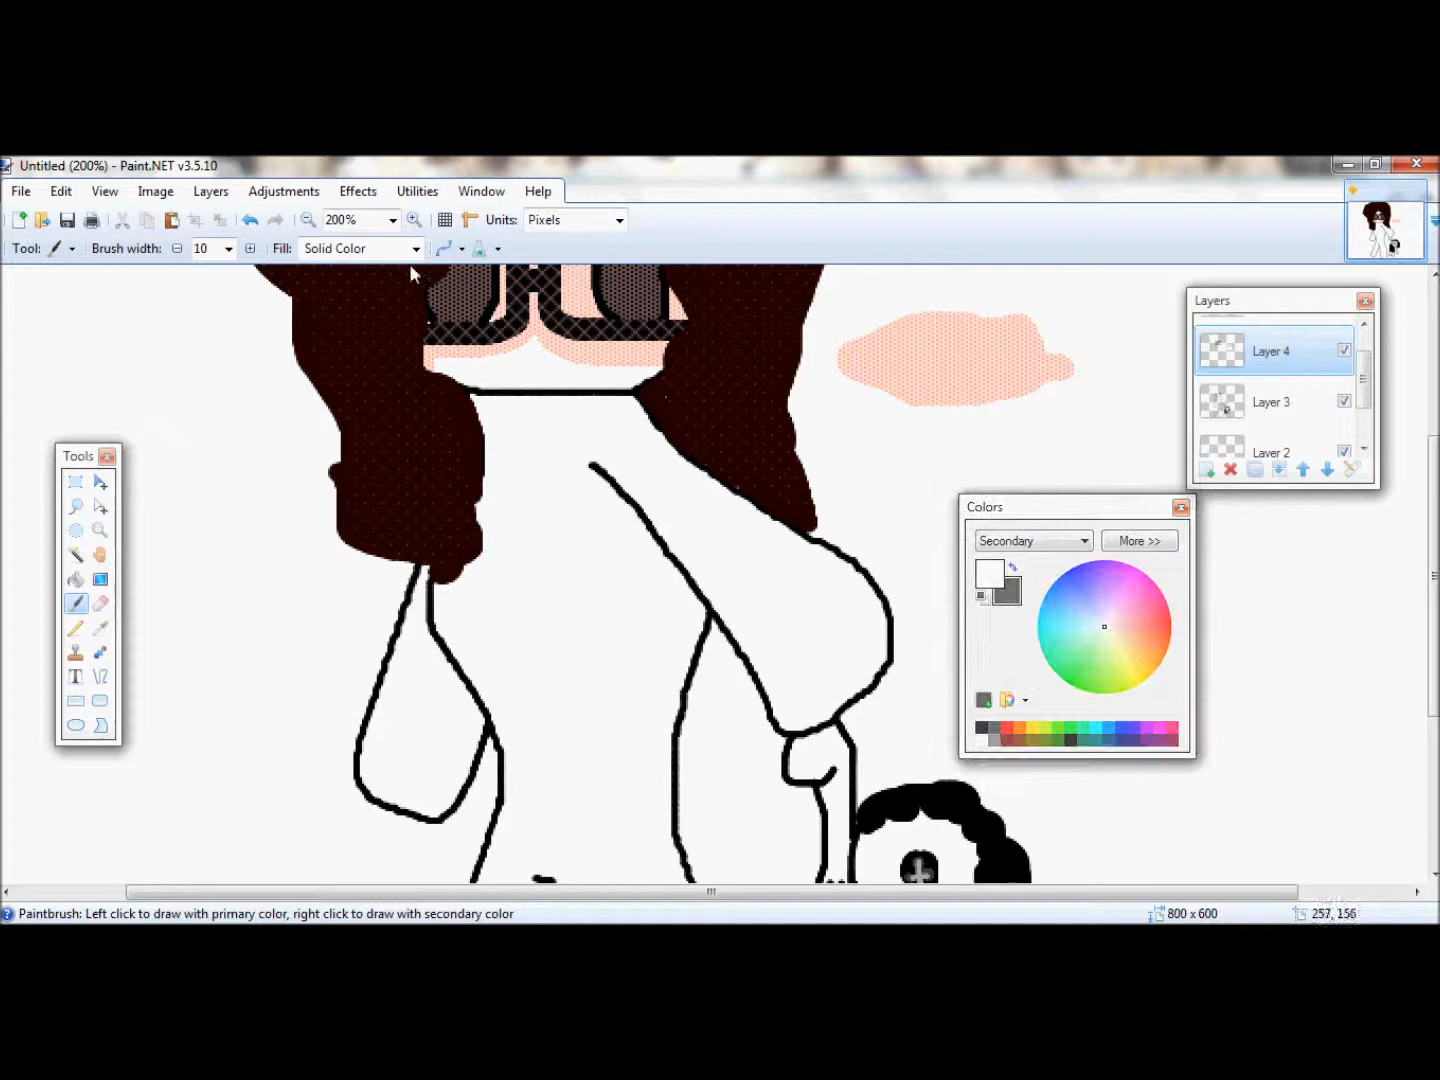 Untitled (200%) - Paint.NET v3.5.10
File Edit View Image Layers Adjustments Effects Utilities Window Help
200% Units: Pixels
Tool: Brush width: 10 Fill: Solid Color
Layers
Layer 4
Layer 3
Layer 2
Tools
Colors
Secondary More >>
Paintbrush: Left click to draw with primary color, right click to draw with secondary color 800 x 600 257, 156